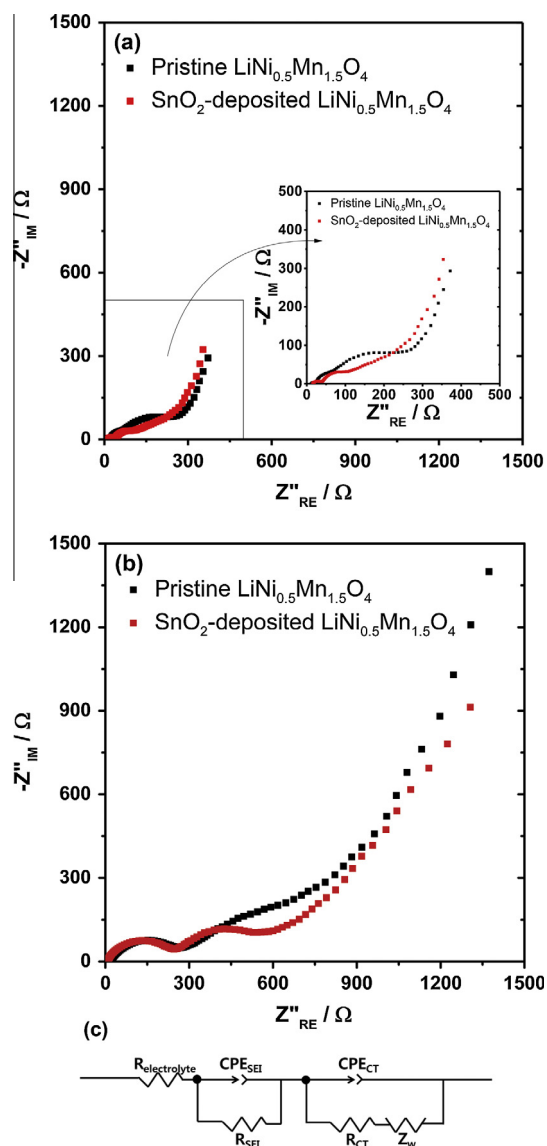 (a)
Pristine LiNi0.5Mn1.5O4
SnO2-deposited LiNi0.5Mn1.5O4
1500
1200
900
600
300
0
-Z"IM / Ω
0 300 600 900 1200 1500
Z"RE / Ω
Pristine LiNi0.5Mn1.5O4
SnO2-deposited LiNi0.5Mn1.5O4
500
400
300
200
100
0
-Z"IM / Ω
0 100 200 300 400 500
Z"RE / Ω
(b)
Pristine LiNi0.5Mn1.5O4
SnO2-deposited LiNi0.5Mn1.5O4
1500
1200
900
600
300
0
-Z"IM / Ω
0 300 600 900 1200 1500
Z"RE / Ω
(c)
Relectrolyte CPESEI CPECT
RSEI RCT Zw